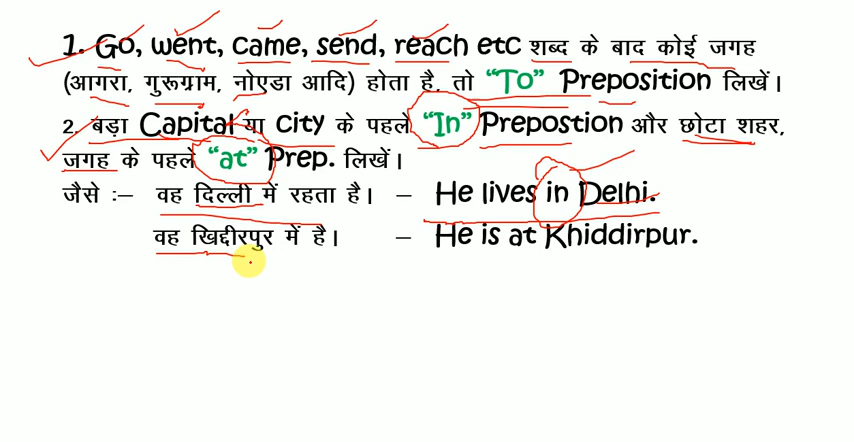 1. Go, went, came, send, reach etc शब्द के बाद कोई जगह
(आगरा, गुरूग्राम, नोएडा आदि) होता है, तो “To” Preposition लिखें।
2. बड़ा Capital या city के पहले “In” Prepostion और छोटा शहर,
जगह के पहले “at” Prep. लिखें।
जैसे :– वह दिल्ली में रहता है। – He lives in Delhi.
वह खिद्दीरपुर में है। – He is at Khiddirpur.